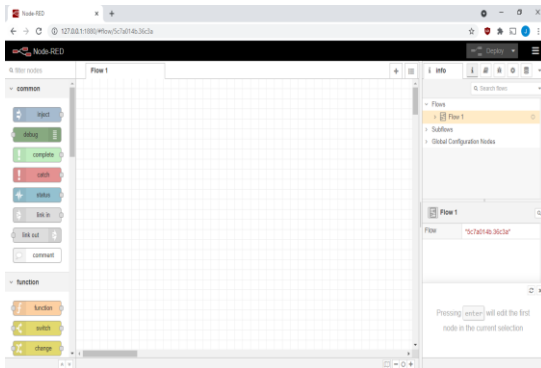 Node-RED
127.0.0.1:1880/#flow/5c7a014b.36c3a
Node-RED
Deploy
filter nodes
Flow 1
info
Search flows
common
inject
debug
complete
catch
status
link in
link out
comment
function
function
switch
change
Flows
Flow 1
Subflows
Global Configuration Nodes
Flow 1
Flow "5c7a014b.36c3a"
Pressing enter will edit the first
node in the current selection